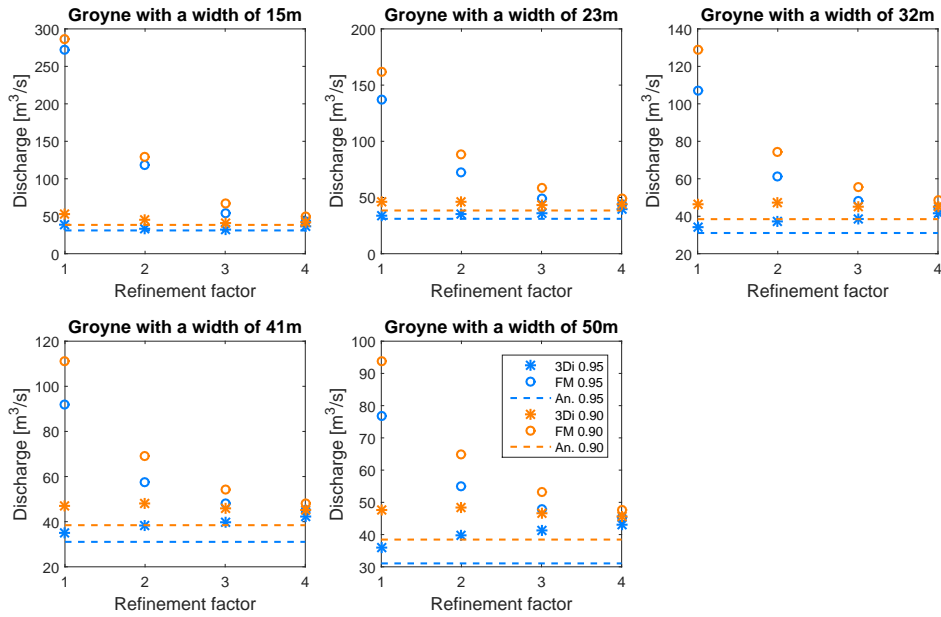 Groyne with a width of 15m
300
250
200
150
100
50
0
Discharge [m³/s]
1 2 3 4
Refinement factor
Groyne with a width of 23m
200
150
100
50
0
Discharge [m³/s]
1 2 3 4
Refinement factor
Groyne with a width of 32m
140
120
100
80
60
40
20
Discharge [m³/s]
1 2 3 4
Refinement factor
Groyne with a width of 41m
120
100
80
60
40
20
Discharge [m³/s]
1 2 3 4
Refinement factor
Groyne with a width of 50m
100
90
80
70
60
50
40
30
Discharge [m³/s]
3Di 0.95
FM 0.95
An. 0.95
3Di 0.90
FM 0.90
An. 0.90
1 2 3 4
Refinement factor